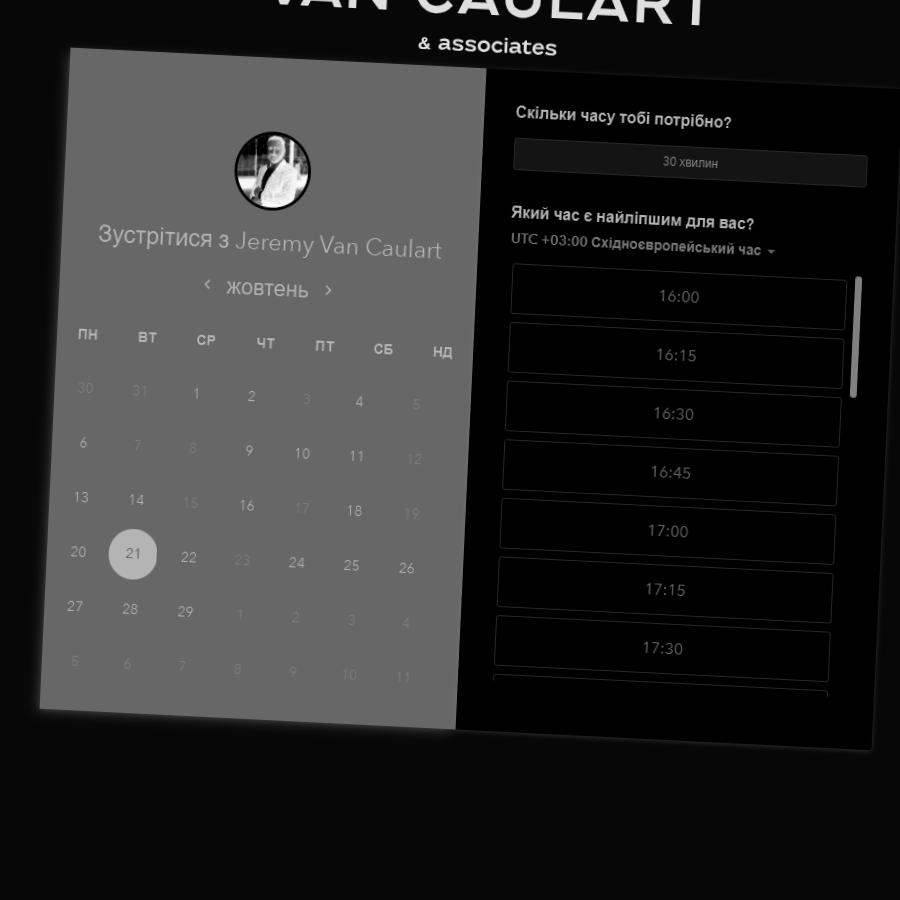 VAN CAULART
& associates
Зустрітися з Jeremy Van Caulart
жовтень
ПН ВТ СР ЧТ ПТ СБ НД
30 31 1 2 3 4 5
6 7 8 9 10 11 12
13 14 15 16 17 18 19
20 21 22 23 24 25 26
27 28 29 1 2 3 4
5 6 7 8 9 10 11
Скільки часу тобі потрібно?
30 хвилин
Який час є найліпшим для вас?
UTC +03:00 Східноєвропейський час
16:00
16:15
16:30
16:45
17:00
17:15
17:30